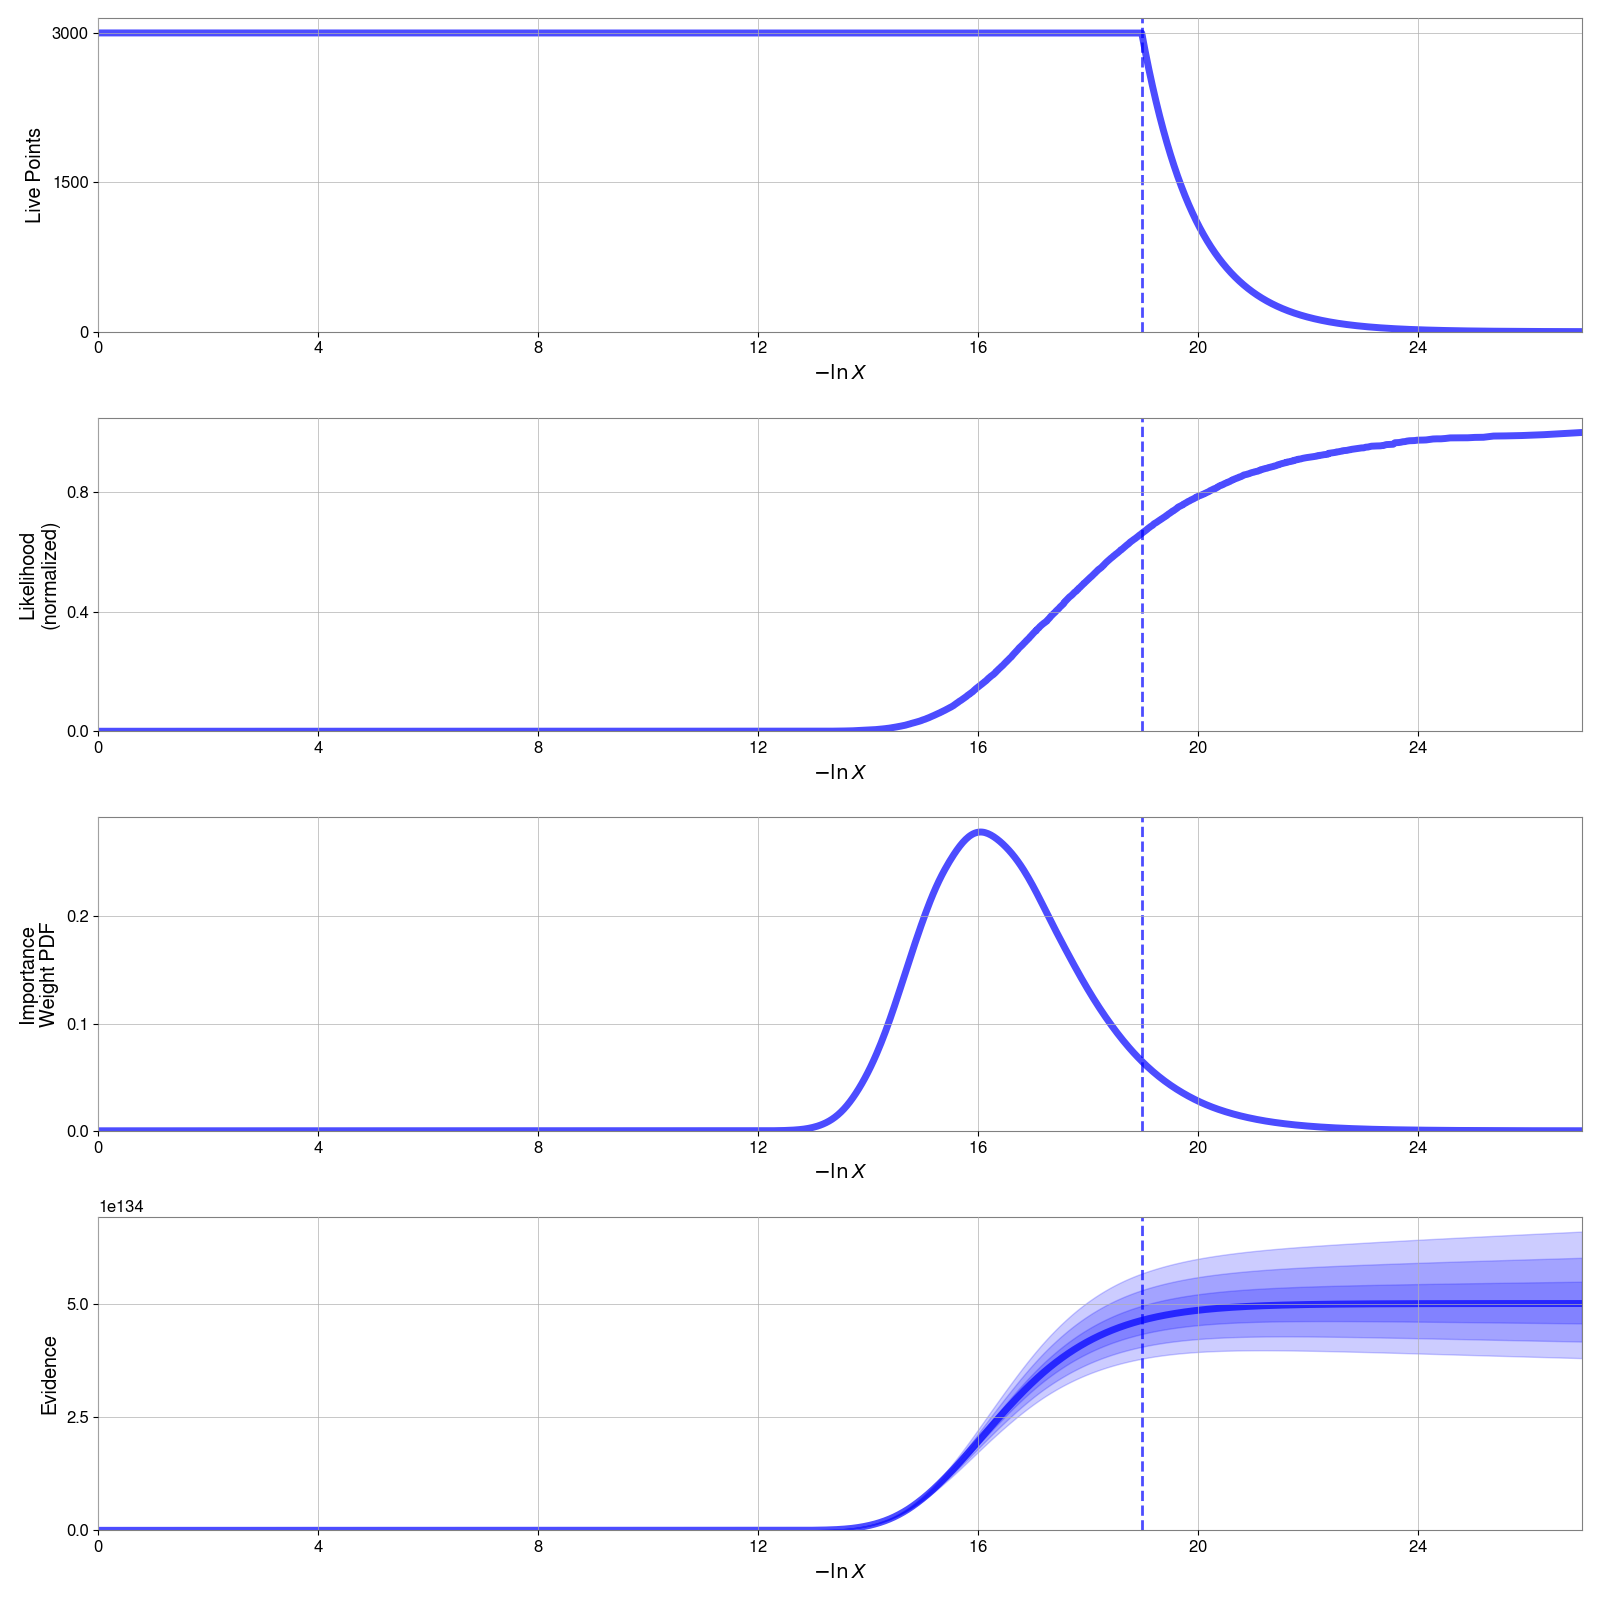 3000
1500
0
Live Points
0 4 8 12 16 20 24
−ln X
0.8
0.4
0.0
Likelihood
(normalized)
0 4 8 12 16 20 24
−ln X
0.2
0.1
0.0
Importance
Weight PDF
0 4 8 12 16 20 24
−ln X
1e134
5.0
2.5
0.0
Evidence
0 4 8 12 16 20 24
−ln X